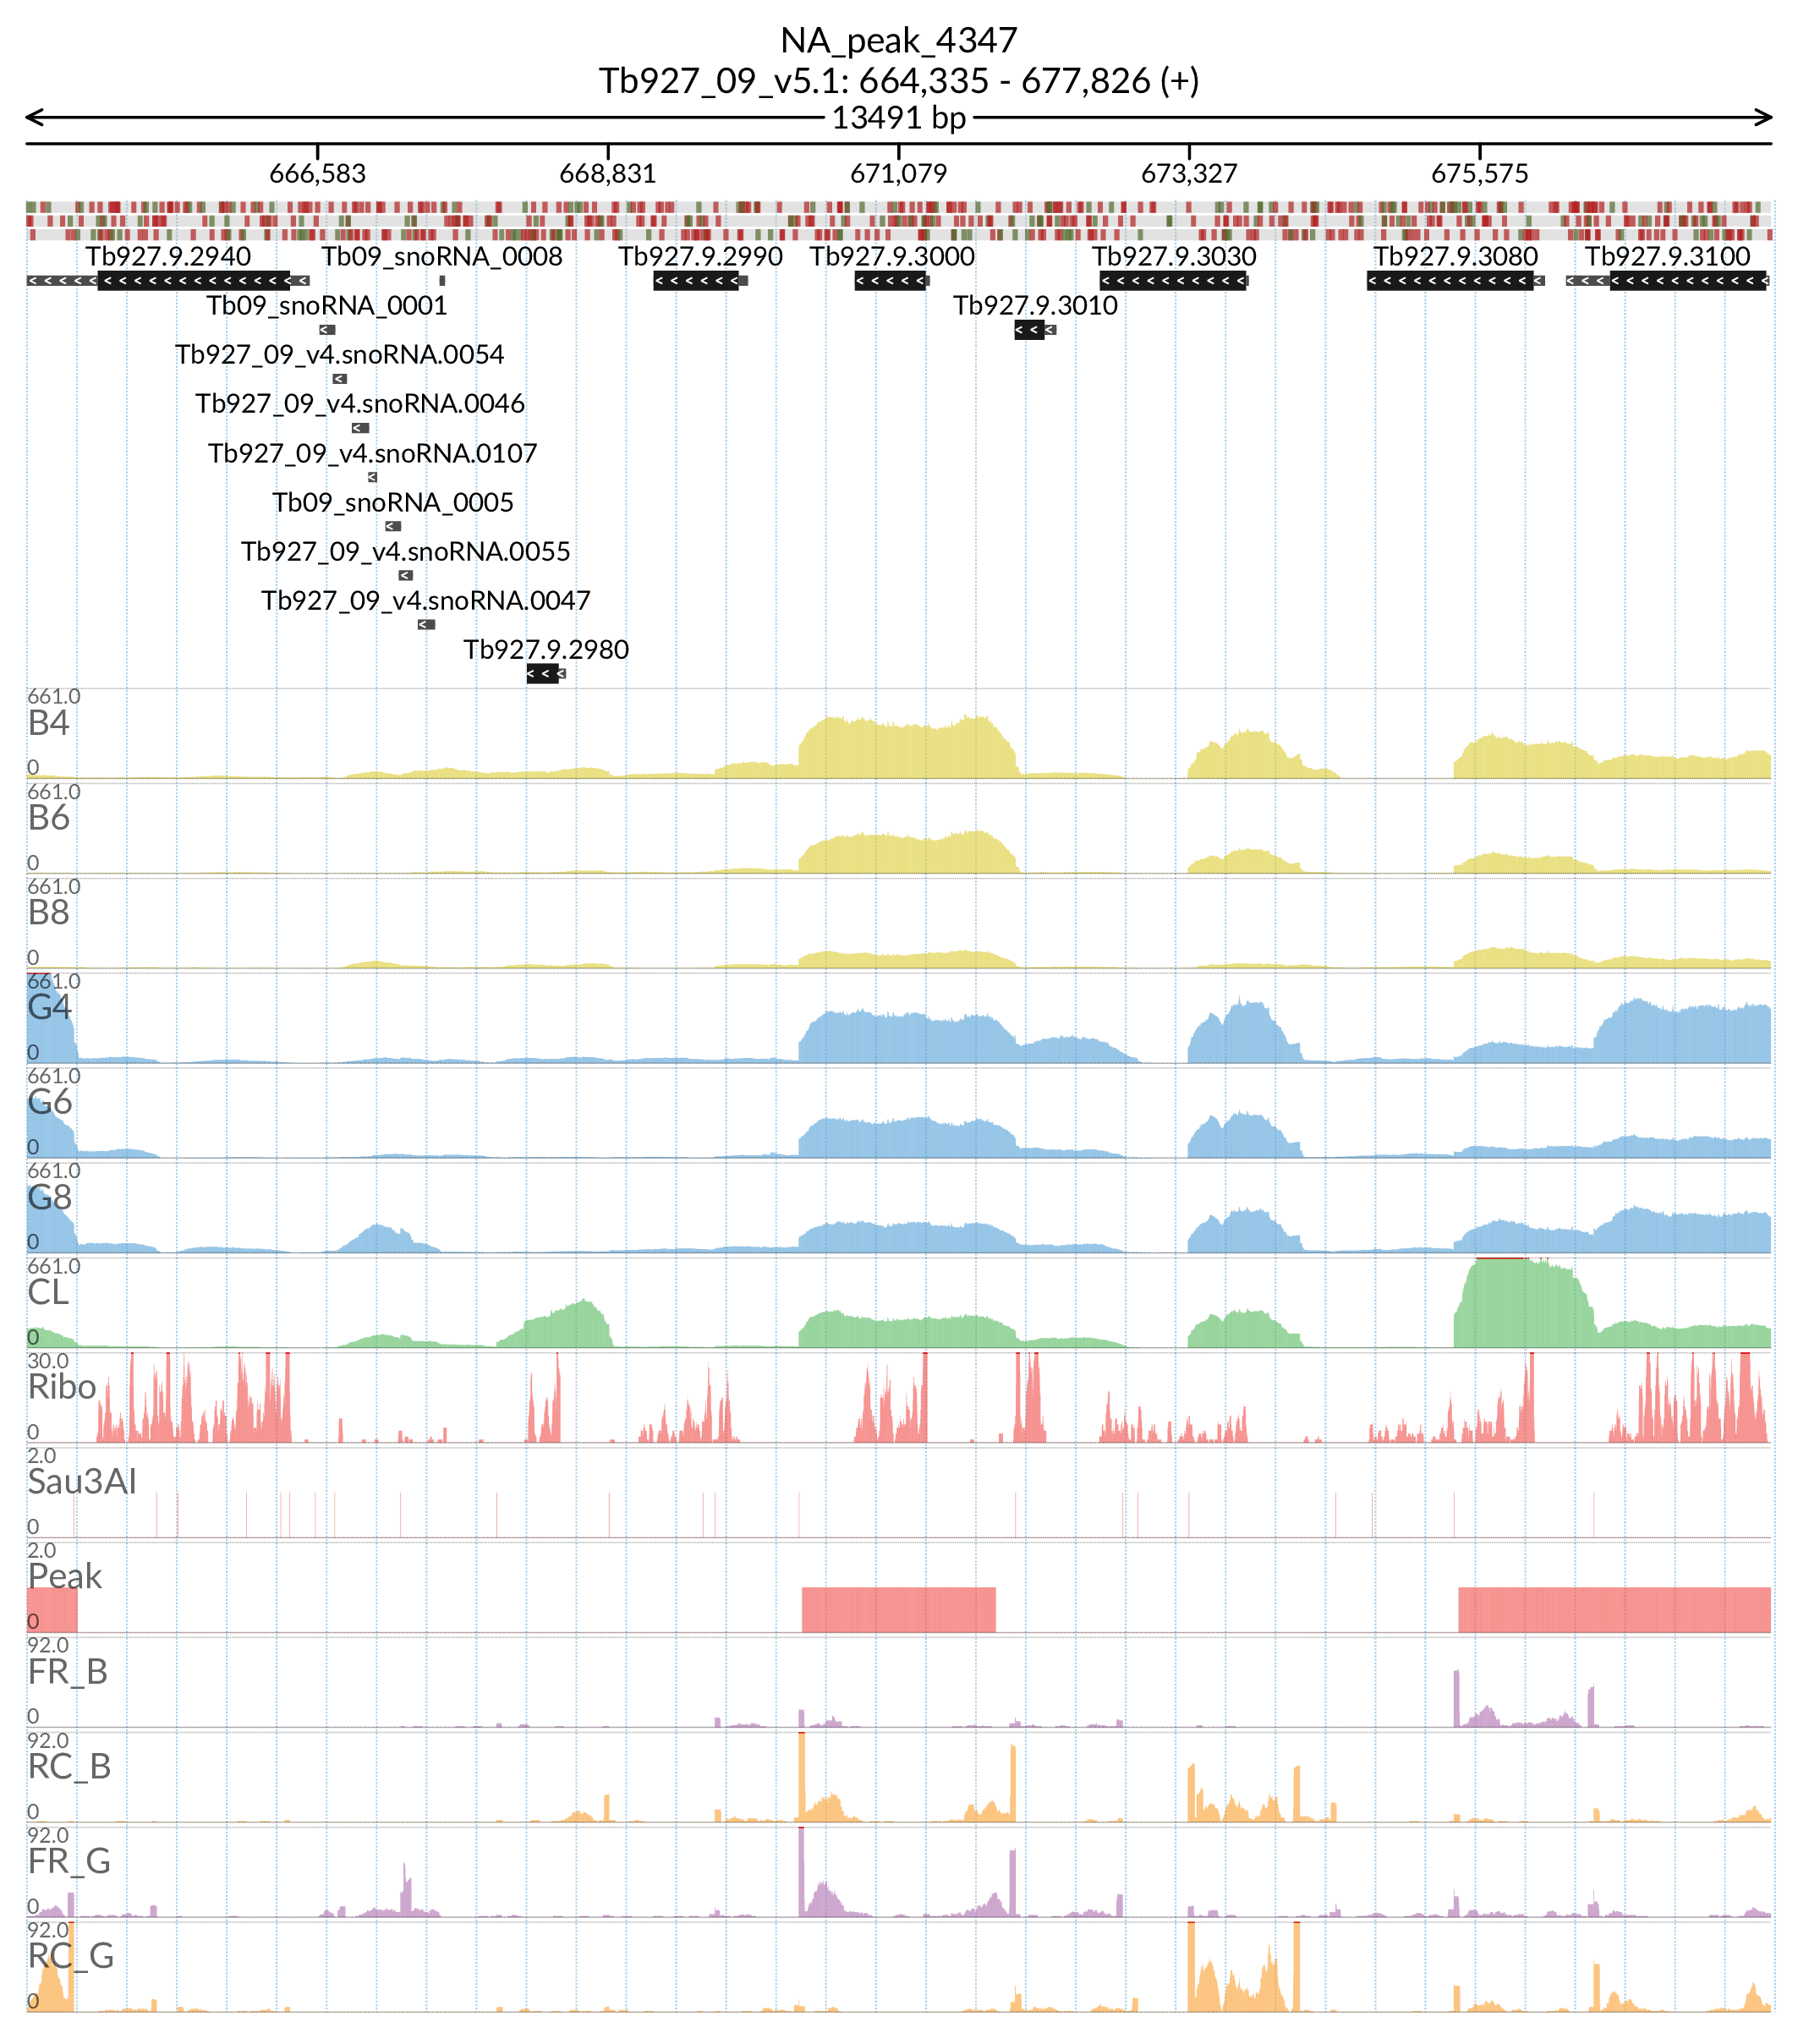 NA_peak_4347
Tb927_09_v5.1: 664,335 - 677,826 (+)
13491 bp
666,583 668,831 671,079 673,327 675,575
Tb927.9.2940 Tb09_snoRNA_0008 Tb927.9.2990 Tb927.9.3000 Tb927.9.3030 Tb927.9.3080 Tb927.9.3100
Tb09_snoRNA_0001 Tb927.9.3010
Tb927_09_v4.snoRNA.0054
Tb927_09_v4.snoRNA.0046
Tb927_09_v4.snoRNA.0107
Tb09_snoRNA_0005
Tb927_09_v4.snoRNA.0055
Tb927_09_v4.snoRNA.0047
Tb927.9.2980
661.0
B4
0
661.0
B6
0
661.0
B8
0
661.0
G4
0
661.0
G6
0
661.0
G8
0
661.0
CL
0
30.0
Ribo
0
2.0
Sau3AI
0
2.0
Peak
0
92.0
FR_B
0
92.0
RC_B
0
92.0
FR_G
0
92.0
RC_G
0